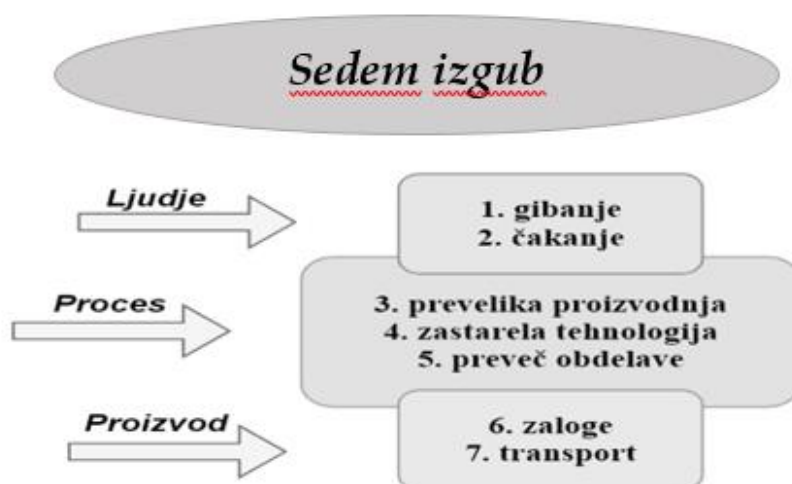 Sedem izgub
Ljudje
1. gibanje
2. čakanje
Proces
3. prevelika proizvodnja
4. zastarela tehnologija
5. preveč obdelave
Proizvod
6. zaloge
7. transport